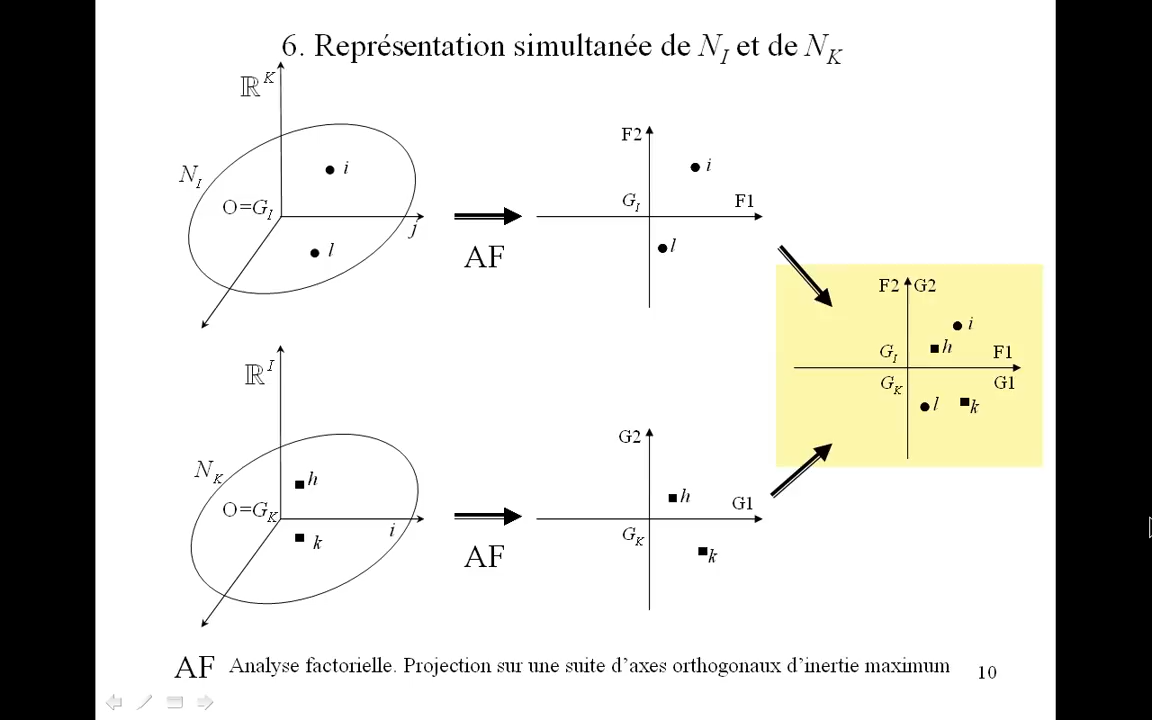 6. Représentation simultanée de N_I et de N_K
ℝ^K
N_I
i
O=G_I
j
l
AF
F2
i
G_I
F1
l
F2 G2
i
h
G_I
F1
G_K
G1
l
k
ℝ^I
N_K
h
O=G_K
i
k
AF
G2
h
G1
G_K
k
AF Analyse factorielle. Projection sur une suite d’axes orthogonaux d’inertie maximum
10